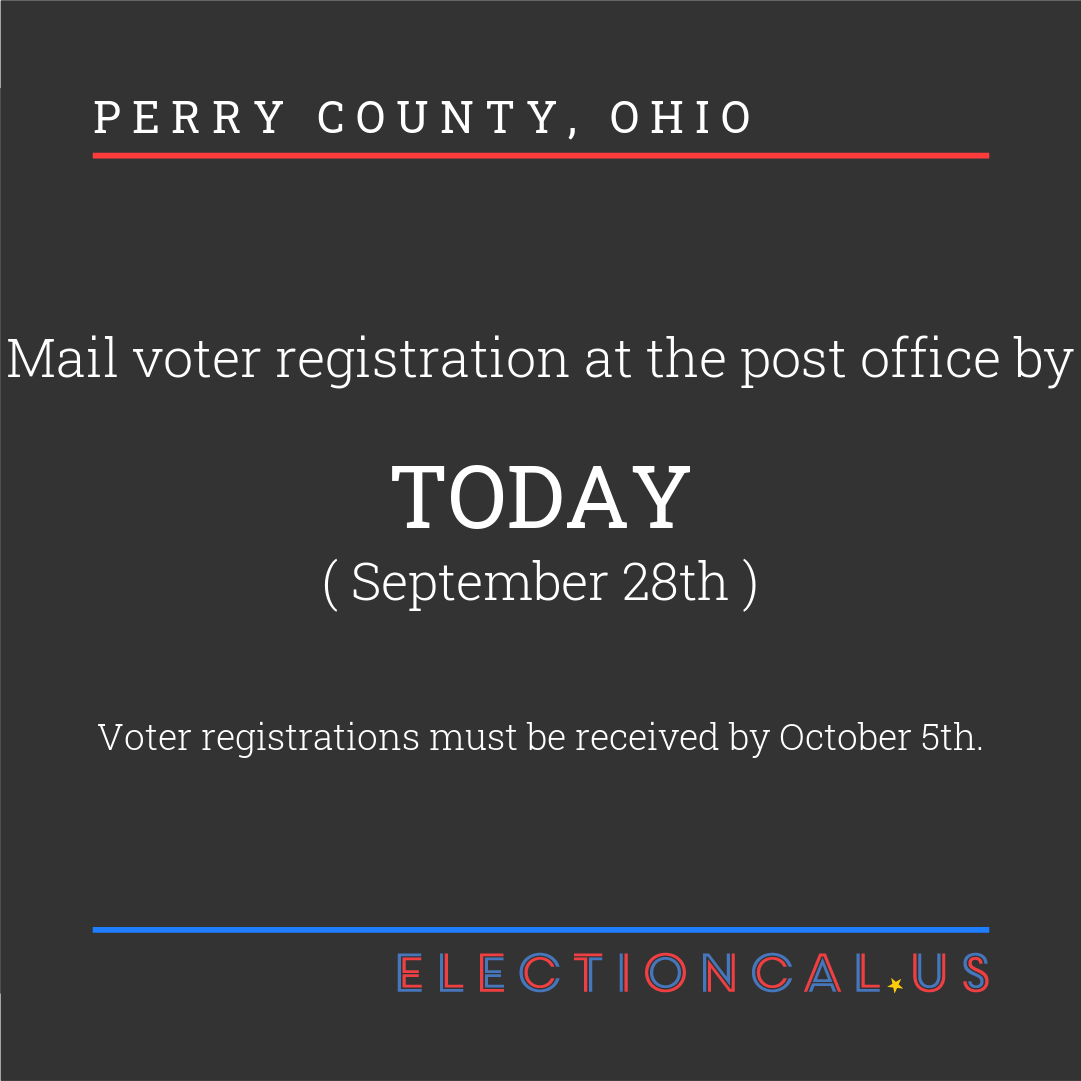 PERRY COUNTY, OHIO
Mail voter registration at the post office by
TODAY
( September 28th )
Voter registrations must be received by October 5th.
ELECTIONCAL.US